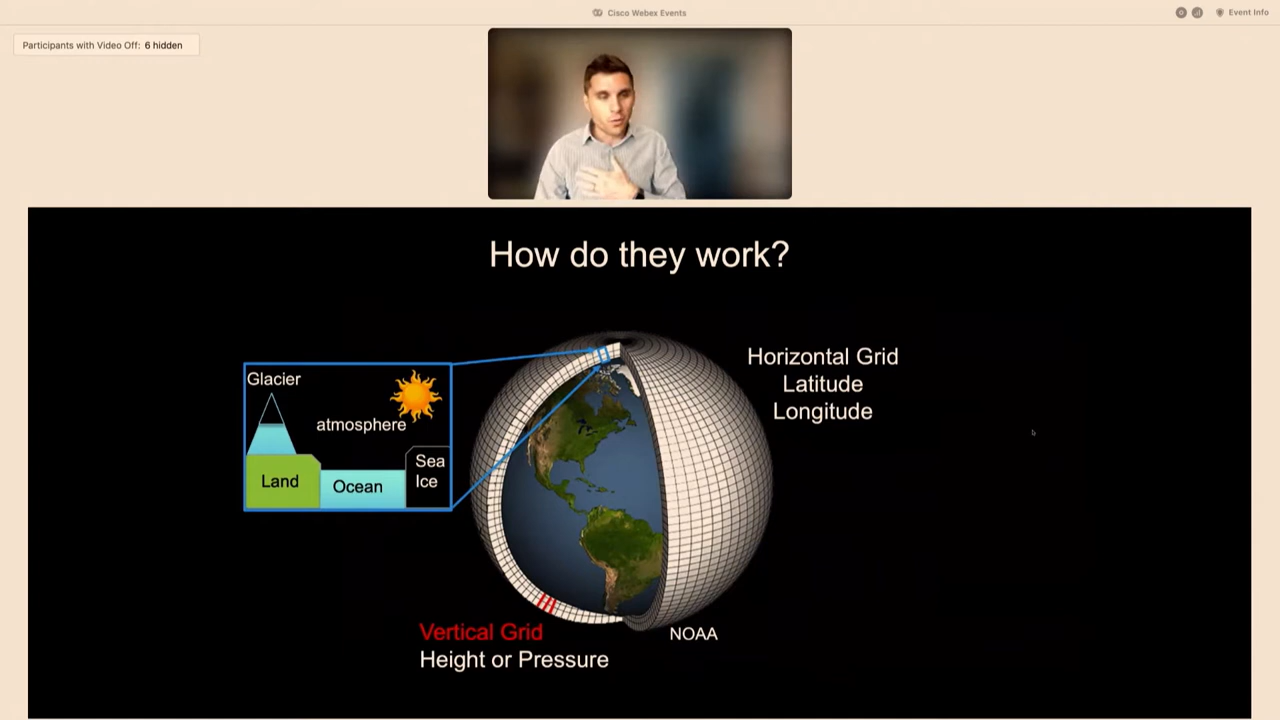 Cisco Webex Events
Event Info
Participants with Video Off: 6 hidden
How do they work?
Glacier
atmosphere
Land
Ocean
Sea
Ice
Horizontal Grid
Latitude
Longitude
Vertical Grid
Height or Pressure
NOAA